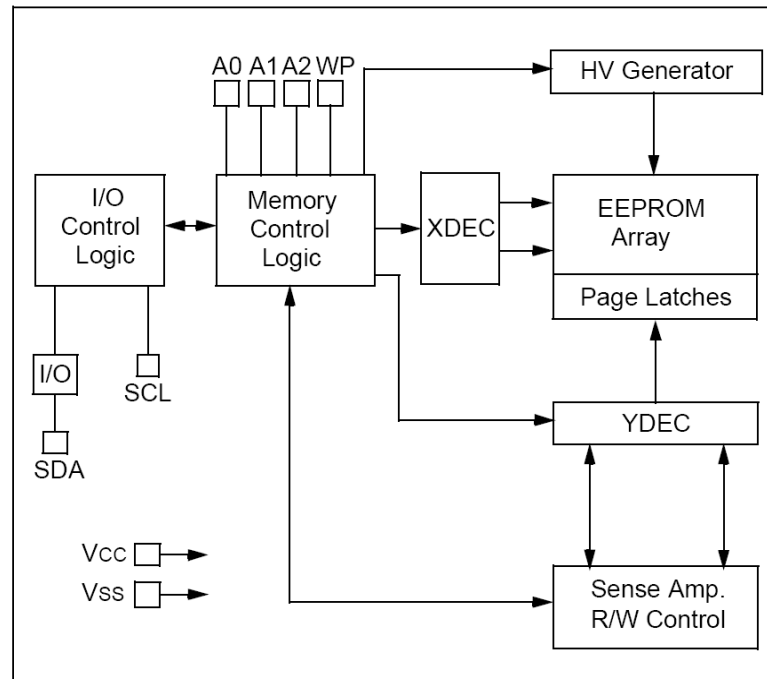 A0 A1 A2 WP
HV Generator
I/O
Control
Logic
Memory
Control
Logic
XDEC
EEPROM
Array
Page Latches
I/O
SCL
SDA
YDEC
Vcc
Vss
Sense Amp.
R/W Control